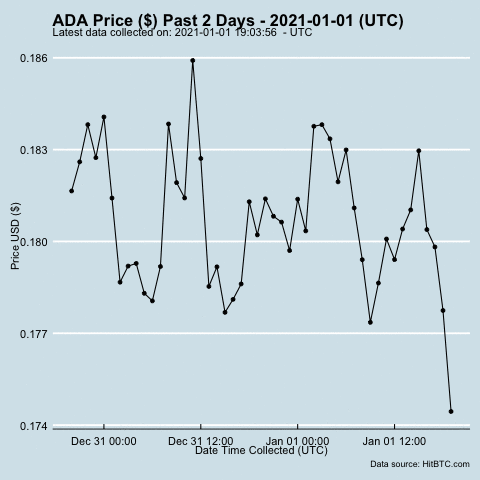 ADA Price ($) Past 2 Days - 2021-01-01 (UTC)
Latest data collected on: 2021-01-01 19:03:56  - UTC
0.186
0.183
0.180
0.177
0.174
Price USD ($)
Dec 31 00:00
Dec 31 12:00
Jan 01 00:00
Jan 01 12:00
Date Time Collected (UTC)
Data source: HitBTC.com